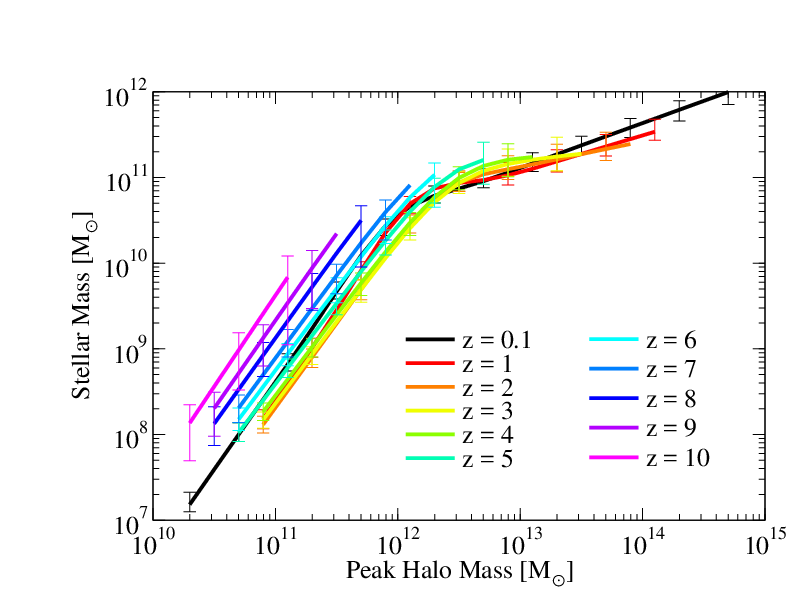 10¹²
10¹¹
10¹⁰
10⁹
10⁸
10⁷
Stellar Mass [M⊙]
z = 0.1
z = 1
z = 2
z = 3
z = 4
z = 5
z = 6
z = 7
z = 8
z = 9
z = 10
10¹⁰ 10¹¹ 10¹² 10¹³ 10¹⁴ 10¹⁵
Peak Halo Mass [M⊙]